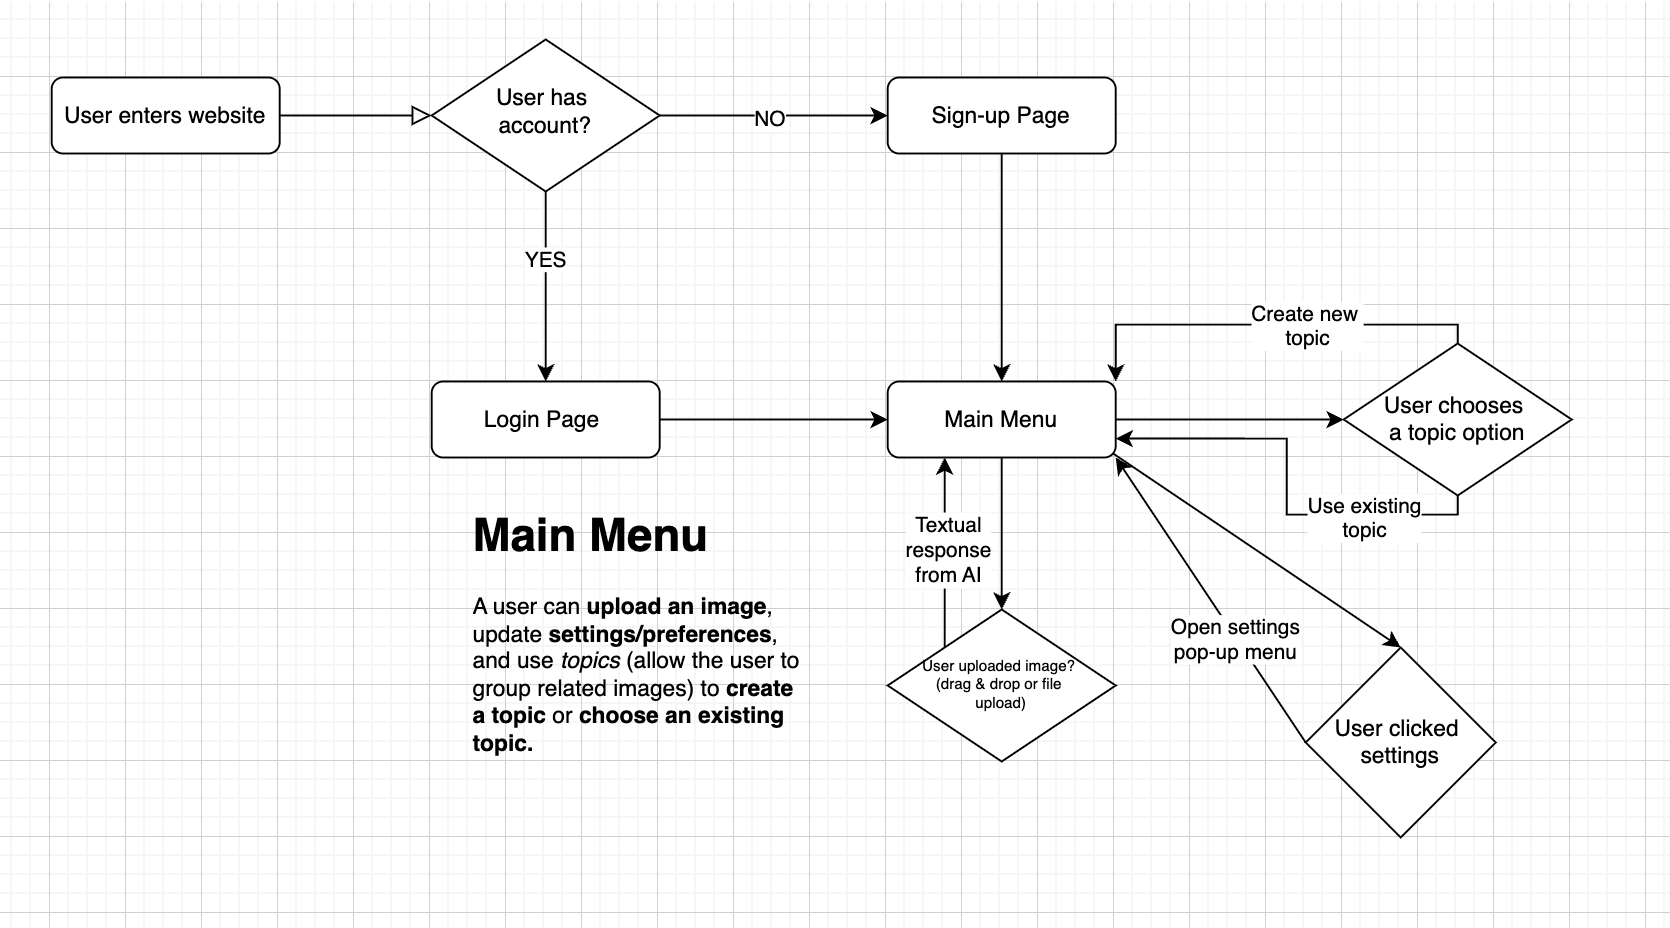 User has
account?
User enters website
NO
Sign-up Page
YES
Create new
topic
Login Page
Main Menu
User chooses
a topic option
Use existing
topic
Textual
response
from AI
Main Menu
A user can upload an image,
update settings/preferences,
and use topics (allow the user to
group related images) to create
a topic or choose an existing
topic.
Open settings
pop-up menu
User uploaded image?
(drag & drop or file
upload)
User clicked
settings